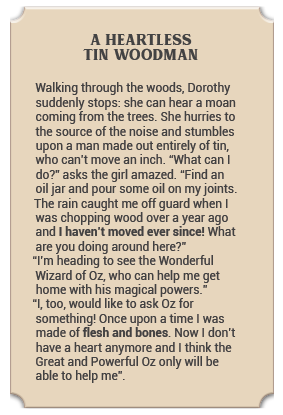 A HEARTLESS
TIN WOODMAN
Walking through the woods, Dorothy
suddenly stops: she can hear a moan
coming from the trees. She hurries to
the source of the noise and stumbles
upon a man made out entirely of tin,
who can't move an inch. “What can I
do?” asks the girl amazed. “Find an
oil jar and pour some oil on my joints.
The rain caught me off guard when I
was chopping wood over a year ago
and I haven't moved ever since! What
are you doing around here?”
“I'm heading to see the Wonderful
Wizard of Oz, who can help me get
home with his magical powers.”
“I, too, would like to ask Oz for
something! Once upon a time I was
made of flesh and bones. Now I don't
have a heart anymore and I think the
Great and Powerful Oz only will be
able to help me".